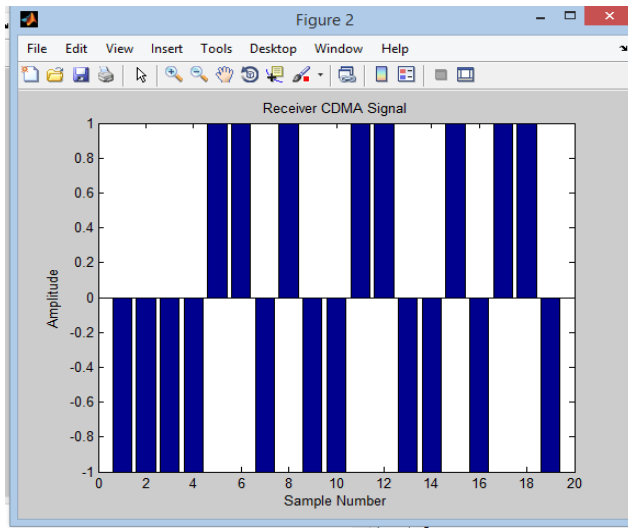 Figure 2
File Edit View Insert Tools Desktop Window Help
Receiver CDMA Signal
1
0.8
0.6
0.4
0.2
0
-0.2
-0.4
-0.6
-0.8
-1
Amplitude
0 2 4 6 8 10 12 14 16 18 20
Sample Number